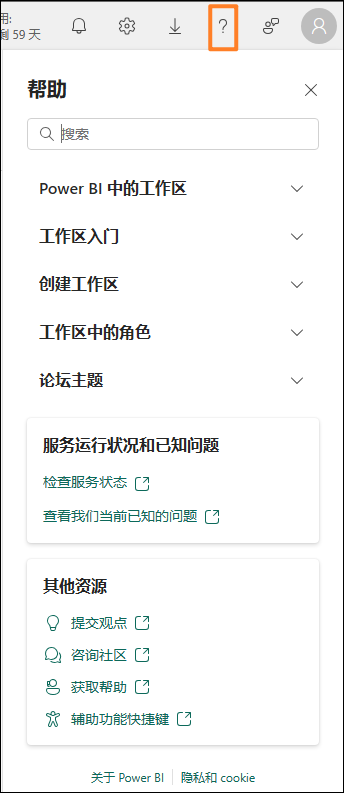 用:
剩 59 天
?
帮助
搜索
Power BI 中的工作区
工作区入门
创建工作区
工作区中的角色
论坛主题
服务运行状况和已知问题
检查服务状态
查看我们当前已知的问题
其他资源
提交观点
咨询社区
获取帮助
辅助功能快捷键
关于 Power BI 隐私和 cookie